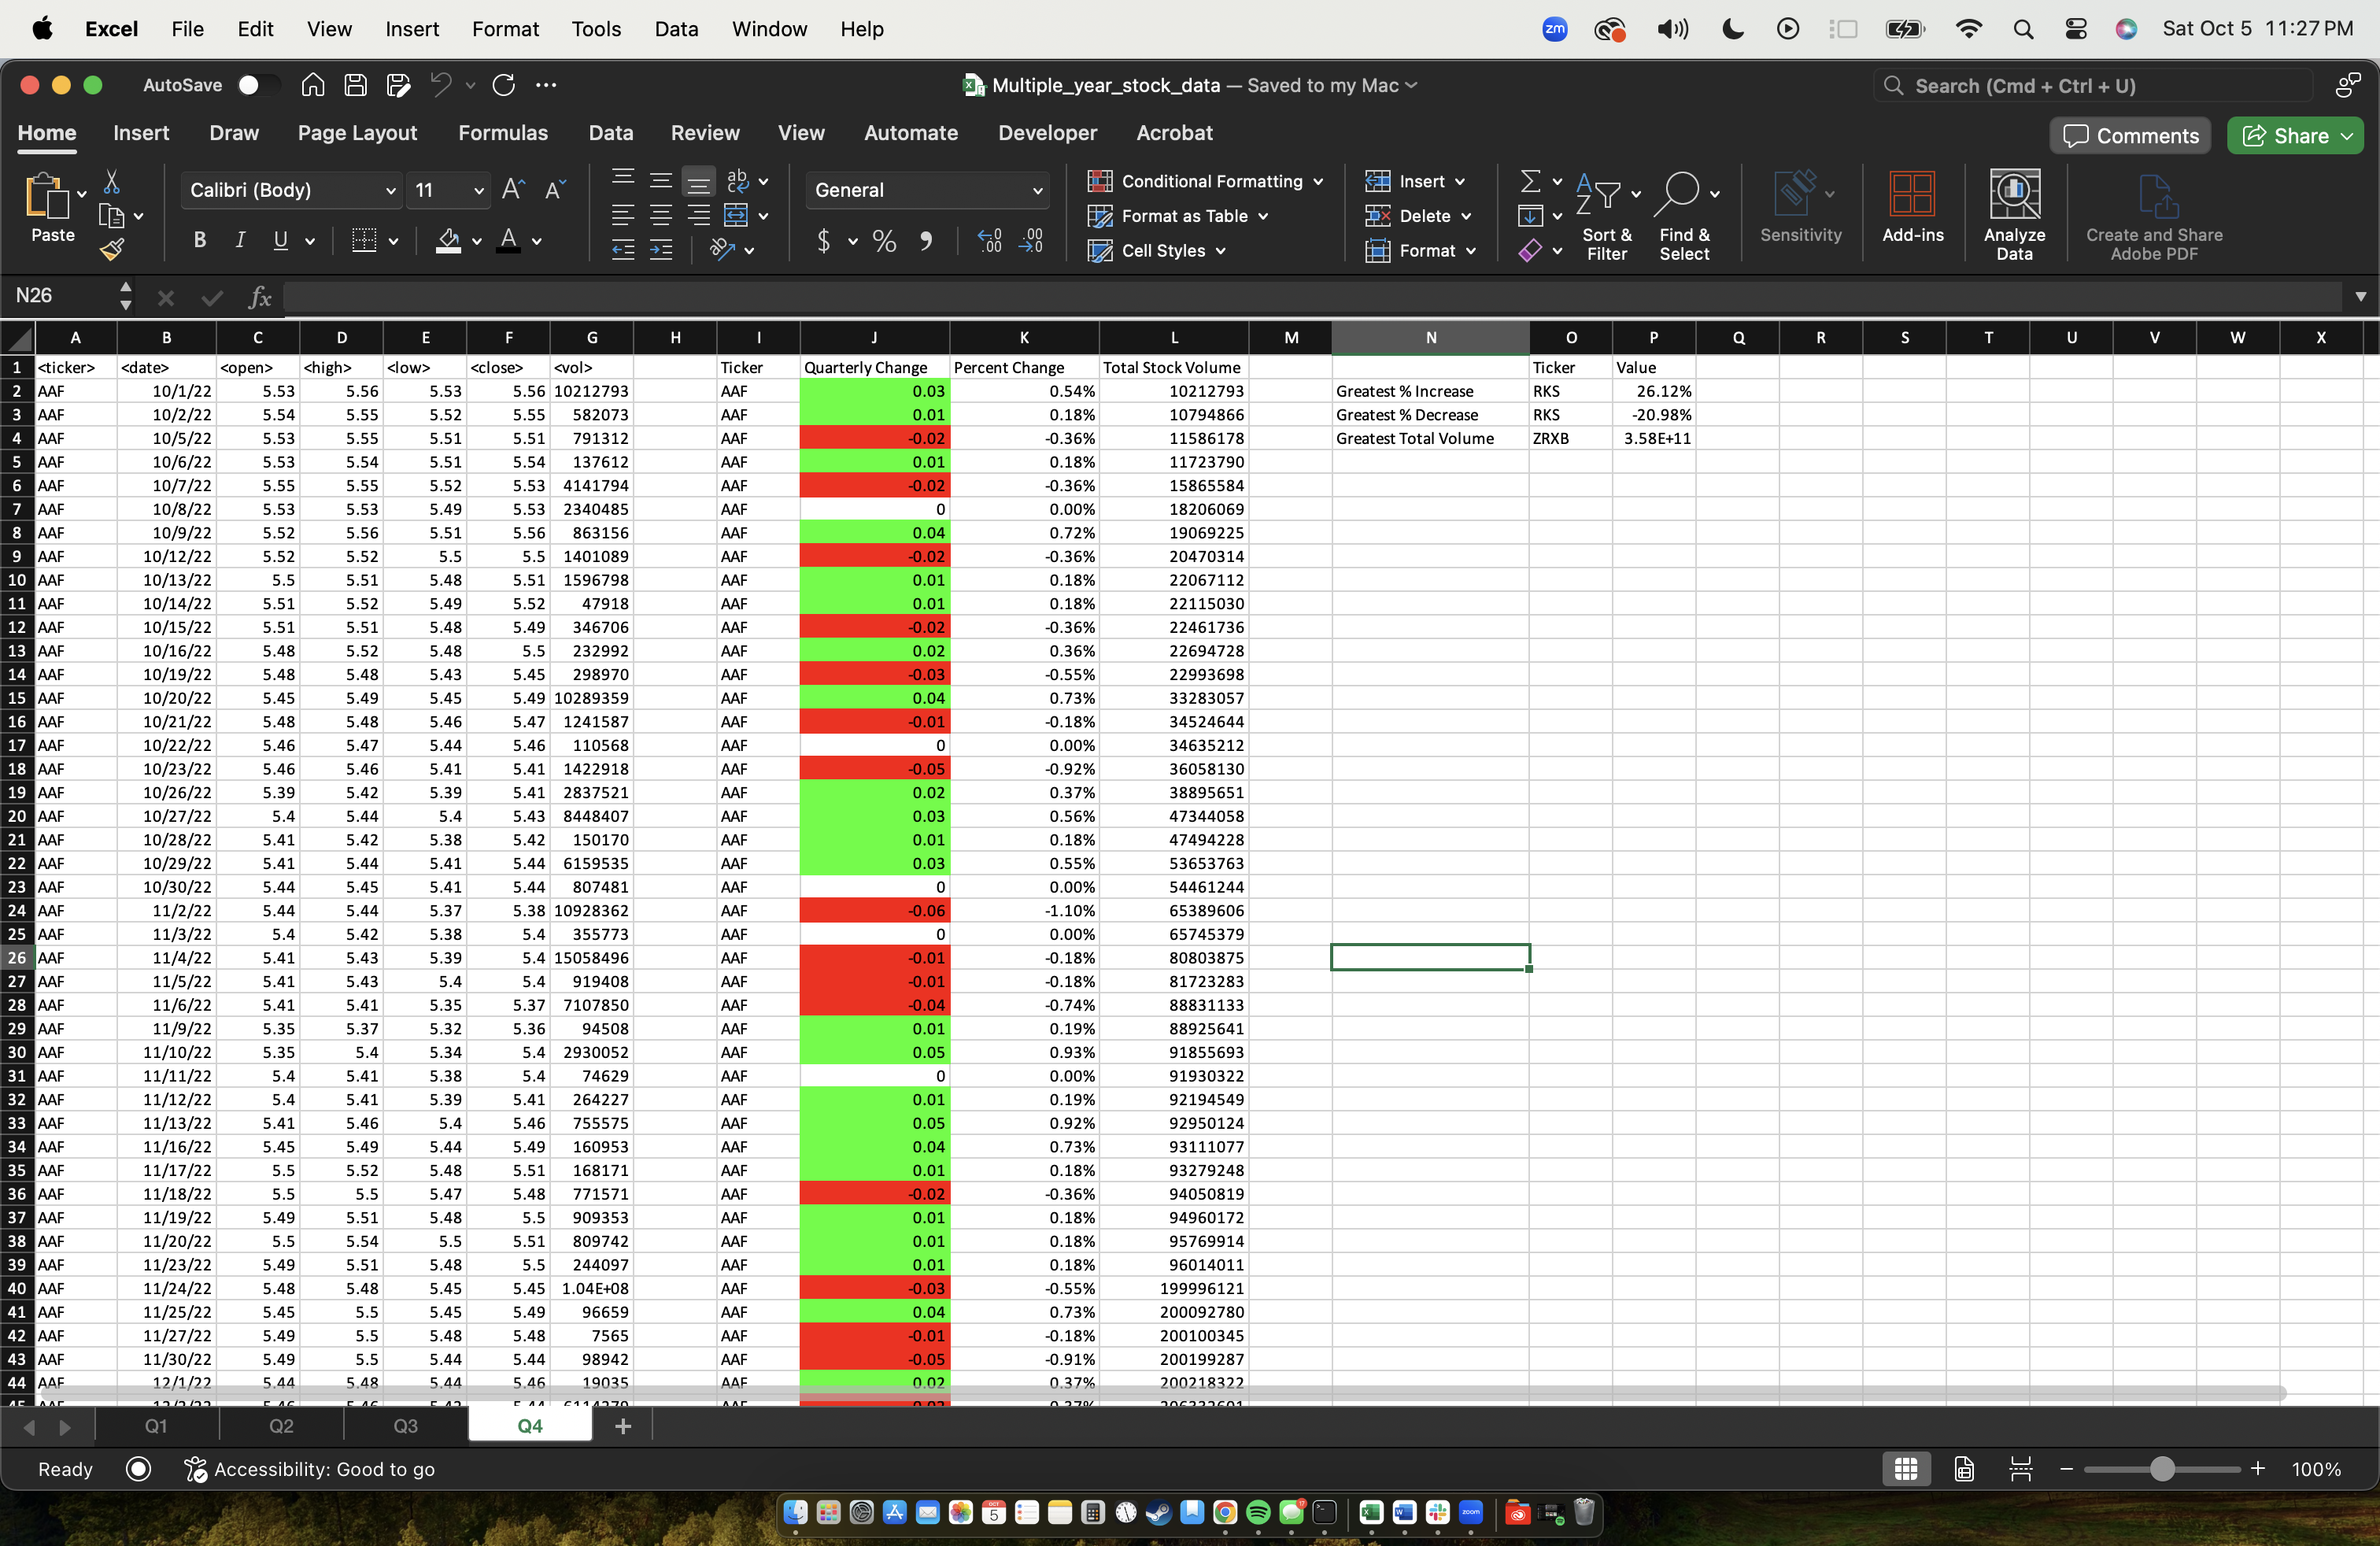 Excel File Edit View Insert Format Tools Data Window Help zm Sat Oct 5 11:27 PM
AutoSave Multiple_year_stock_data — Saved to my Mac Search (Cmd + Ctrl + U)
Home Insert Draw Page Layout Formulas Data Review View Automate Developer Acrobat Comments Share
Paste Calibri (Body) 11 General Conditional Formatting Format as Table Cell Styles Insert Delete Format Sort & Filter Find & Select Sensitivity Add-ins Analyze Data Create and Share Adobe PDF
N26 fx
A B C D E F G H I J K L M N O P Q R S T U V W X
1 <ticker> <date> <open> <high> <low> <close> <vol> Ticker Quarterly Change Percent Change Total Stock Volume Ticker Value
2 AAF 10/1/22 5.53 5.56 5.53 5.56 10212793 AAF 0.03 0.54% 10212793 Greatest % Increase RKS 26.12%
3 AAF 10/2/22 5.54 5.55 5.52 5.55 582073 AAF 0.01 0.18% 10794866 Greatest % Decrease RKS -20.98%
4 AAF 10/5/22 5.53 5.55 5.51 5.51 791312 AAF -0.02 -0.36% 11586178 Greatest Total Volume ZRXB 3.58E+11
5 AAF 10/6/22 5.53 5.54 5.51 5.54 137612 AAF 0.01 0.18% 11723790
6 AAF 10/7/22 5.55 5.55 5.52 5.53 4141794 AAF -0.02 -0.36% 15865584
7 AAF 10/8/22 5.53 5.53 5.49 5.53 2340485 AAF 0 0.00% 18206069
8 AAF 10/9/22 5.52 5.56 5.51 5.56 863156 AAF 0.04 0.72% 19069225
9 AAF 10/12/22 5.52 5.52 5.5 5.5 1401089 AAF -0.02 -0.36% 20470314
10 AAF 10/13/22 5.5 5.51 5.48 5.51 1596798 AAF 0.01 0.18% 22067112
11 AAF 10/14/22 5.51 5.52 5.49 5.52 47918 AAF 0.01 0.18% 22115030
12 AAF 10/15/22 5.51 5.51 5.48 5.49 346706 AAF -0.02 -0.36% 22461736
13 AAF 10/16/22 5.48 5.52 5.48 5.5 232992 AAF 0.02 0.36% 22694728
14 AAF 10/19/22 5.48 5.48 5.43 5.45 298970 AAF -0.03 -0.55% 22993698
15 AAF 10/20/22 5.45 5.49 5.45 5.49 10289359 AAF 0.04 0.73% 33283057
16 AAF 10/21/22 5.48 5.48 5.46 5.47 1241587 AAF -0.01 -0.18% 34524644
17 AAF 10/22/22 5.46 5.47 5.44 5.46 110568 AAF 0 0.00% 34635212
18 AAF 10/23/22 5.46 5.46 5.41 5.41 1422918 AAF -0.05 -0.92% 36058130
19 AAF 10/26/22 5.39 5.42 5.39 5.41 2837521 AAF 0.02 0.37% 38895651
20 AAF 10/27/22 5.4 5.44 5.4 5.43 8448407 AAF 0.03 0.56% 47344058
21 AAF 10/28/22 5.41 5.42 5.38 5.42 150170 AAF 0.01 0.18% 47494228
22 AAF 10/29/22 5.41 5.44 5.41 5.44 6159535 AAF 0.03 0.55% 53653763
23 AAF 10/30/22 5.44 5.45 5.41 5.44 807481 AAF 0 0.00% 54461244
24 AAF 11/2/22 5.44 5.44 5.37 5.38 10928362 AAF -0.06 -1.10% 65389606
25 AAF 11/3/22 5.4 5.42 5.38 5.4 355773 AAF 0 0.00% 65745379
26 AAF 11/4/22 5.41 5.43 5.39 5.4 15058496 AAF -0.01 -0.18% 80803875
27 AAF 11/5/22 5.41 5.43 5.4 5.4 919408 AAF -0.01 -0.18% 81723283
28 AAF 11/6/22 5.41 5.41 5.35 5.37 7107850 AAF -0.04 -0.74% 88831133
29 AAF 11/9/22 5.35 5.37 5.32 5.36 94508 AAF 0.01 0.19% 88925641
30 AAF 11/10/22 5.35 5.4 5.34 5.4 2930052 AAF 0.05 0.93% 91855693
31 AAF 11/11/22 5.4 5.41 5.38 5.4 74629 AAF 0 0.00% 91930322
32 AAF 11/12/22 5.4 5.41 5.39 5.41 264227 AAF 0.01 0.19% 92194549
33 AAF 11/13/22 5.41 5.46 5.4 5.46 755575 AAF 0.05 0.92% 92950124
34 AAF 11/16/22 5.45 5.49 5.44 5.49 160953 AAF 0.04 0.73% 93111077
35 AAF 11/17/22 5.5 5.52 5.48 5.51 168171 AAF 0.01 0.18% 93279248
36 AAF 11/18/22 5.5 5.5 5.47 5.48 771571 AAF -0.02 -0.36% 94050819
37 AAF 11/19/22 5.49 5.51 5.48 5.5 909353 AAF 0.01 0.18% 94960172
38 AAF 11/20/22 5.5 5.54 5.5 5.51 809742 AAF 0.01 0.18% 95769914
39 AAF 11/23/22 5.49 5.51 5.48 5.5 244097 AAF 0.01 0.18% 96014011
40 AAF 11/24/22 5.48 5.48 5.45 5.45 1.04E+08 AAF -0.03 -0.55% 199996121
41 AAF 11/25/22 5.45 5.5 5.45 5.49 96659 AAF 0.04 0.73% 200092780
42 AAF 11/27/22 5.49 5.5 5.48 5.48 7565 AAF -0.01 -0.18% 200100345
43 AAF 11/30/22 5.49 5.5 5.44 5.44 98942 AAF -0.05 -0.91% 200199287
44 AAF 12/1/22 5.44 5.48 5.44 5.46 19035 AAF 0.02 0.37% 200218322
Q1 Q2 Q3 Q4 +
Ready Accessibility: Good to go 100%